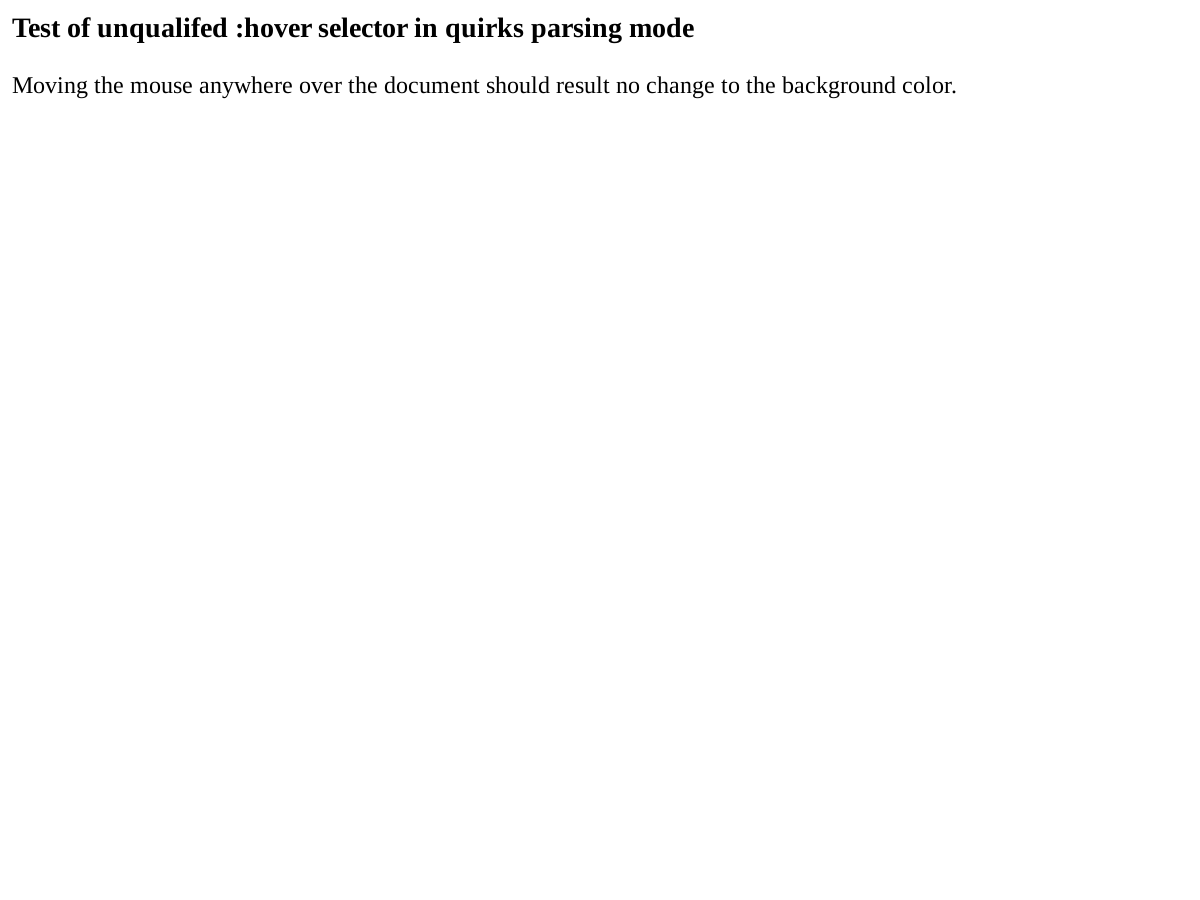 Test of unqualifed :hover selector in quirks parsing mode
Moving the mouse anywhere over the document should result no change to the background color.